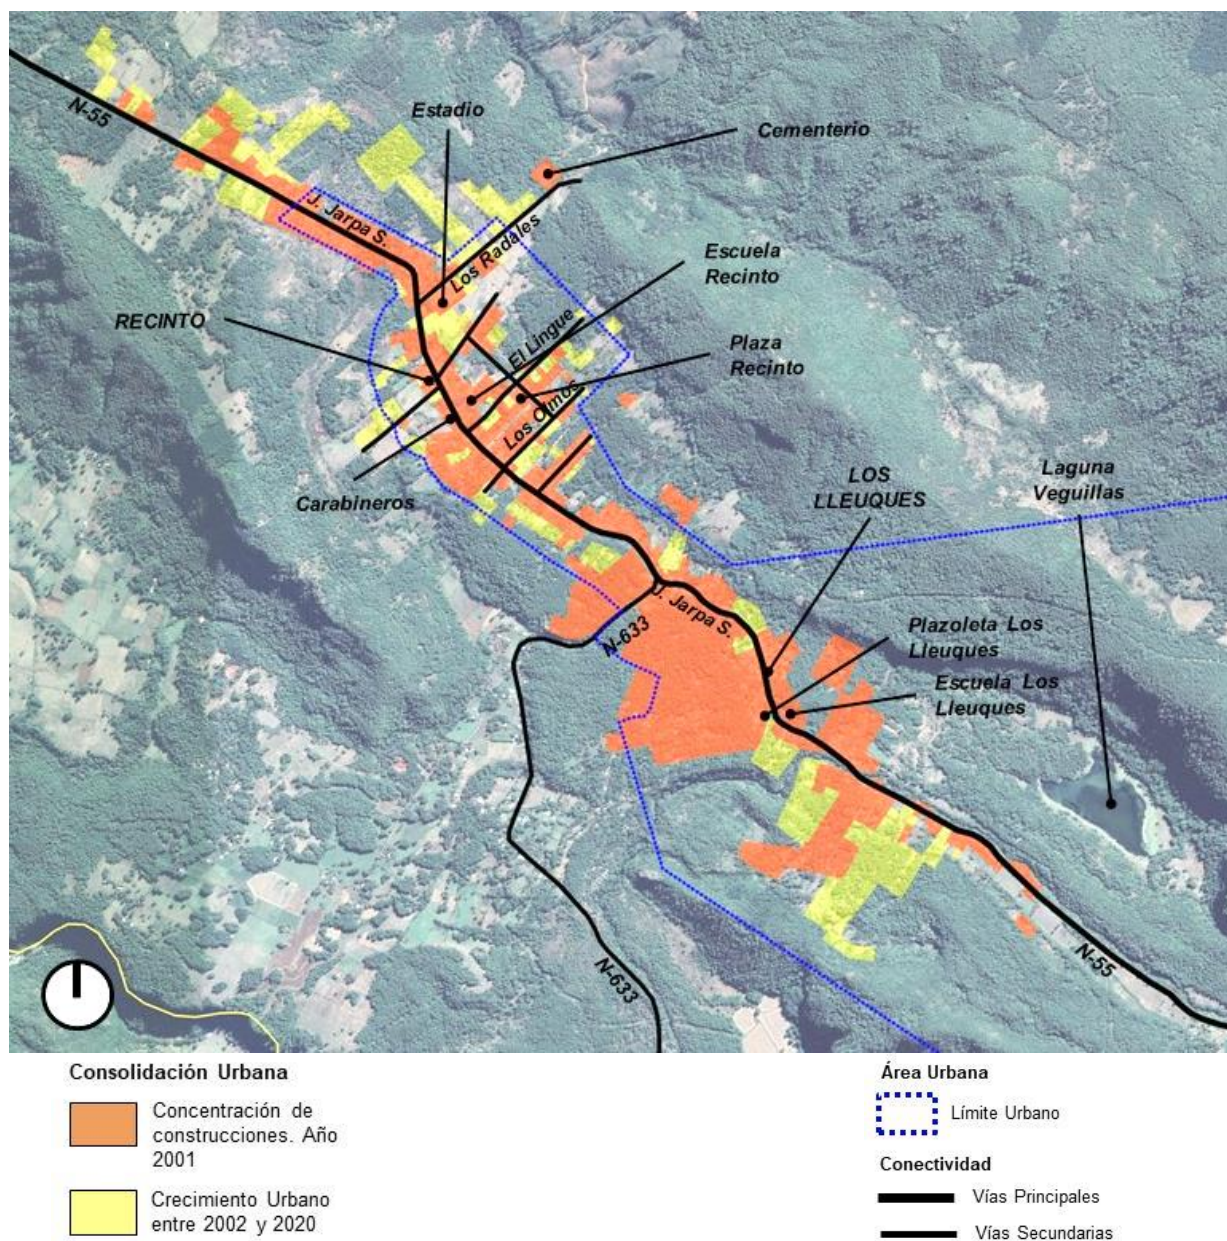 N-55
Estadio
Cementerio
J. Jarpa S.
Los Radales
Escuela
Recinto
RECINTO
El Lingue
Plaza
Recinto
Los Olmos
Carabineros
LOS
LLEUQUES
Laguna
Veguillas
J. Jarpa S.
N-633
Plazoleta Los
Lleuques
Escuela Los
Lleuques
N-633
N-55
Consolidación Urbana
Concentración de
construcciones. Año
2001
Crecimiento Urbano
entre 2002 y 2020
Área Urbana
Límite Urbano
Conectividad
Vías Principales
Vías Secundarias